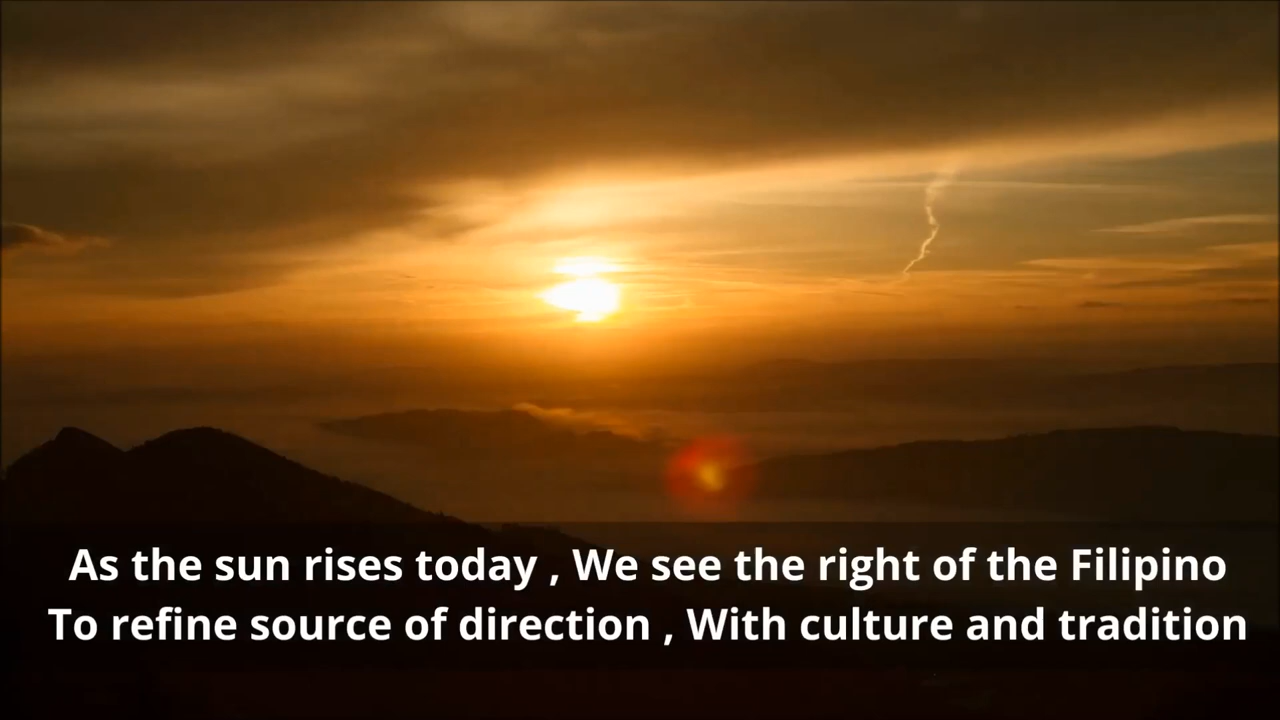 As the sun rises today , We see the right of the Filipino
To refine source of direction , With culture and tradition